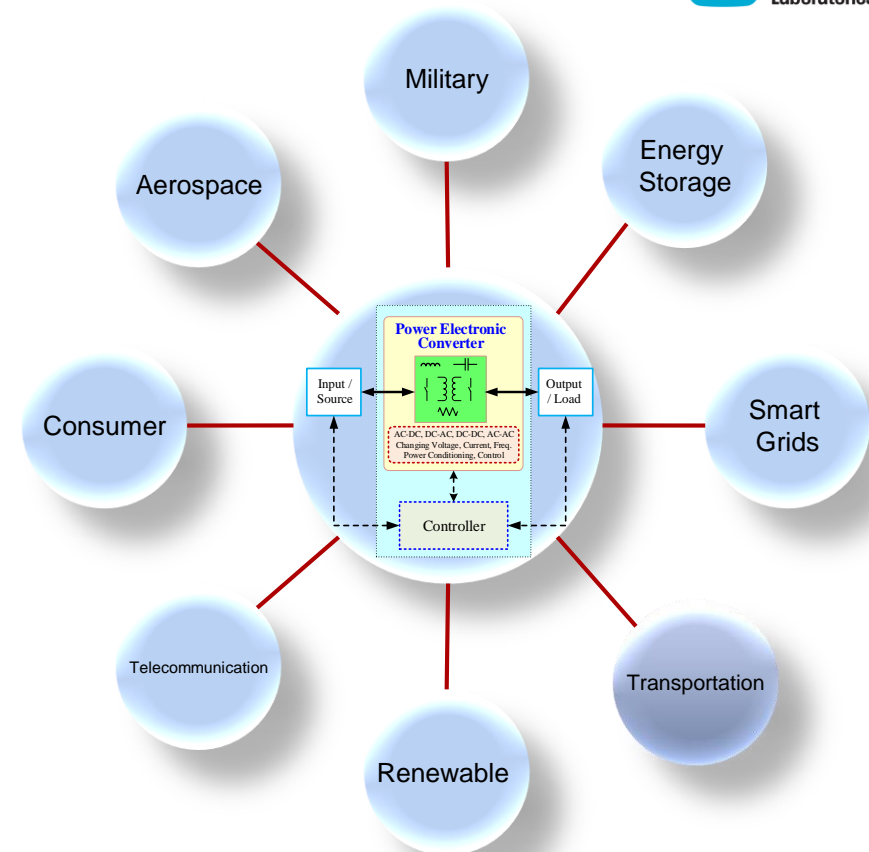 Laboratories
Military
Energy
Storage
Aerospace
Power Electronic
Converter
Input /
Source
Output
/ Load
AC-DC, DC-AC, DC-DC, AC-AC
Changing Voltage, Current, Freq.
Power Conditioning, Control
Controller
Consumer
Smart
Grids
Telecommunication
Transportation
Renewable